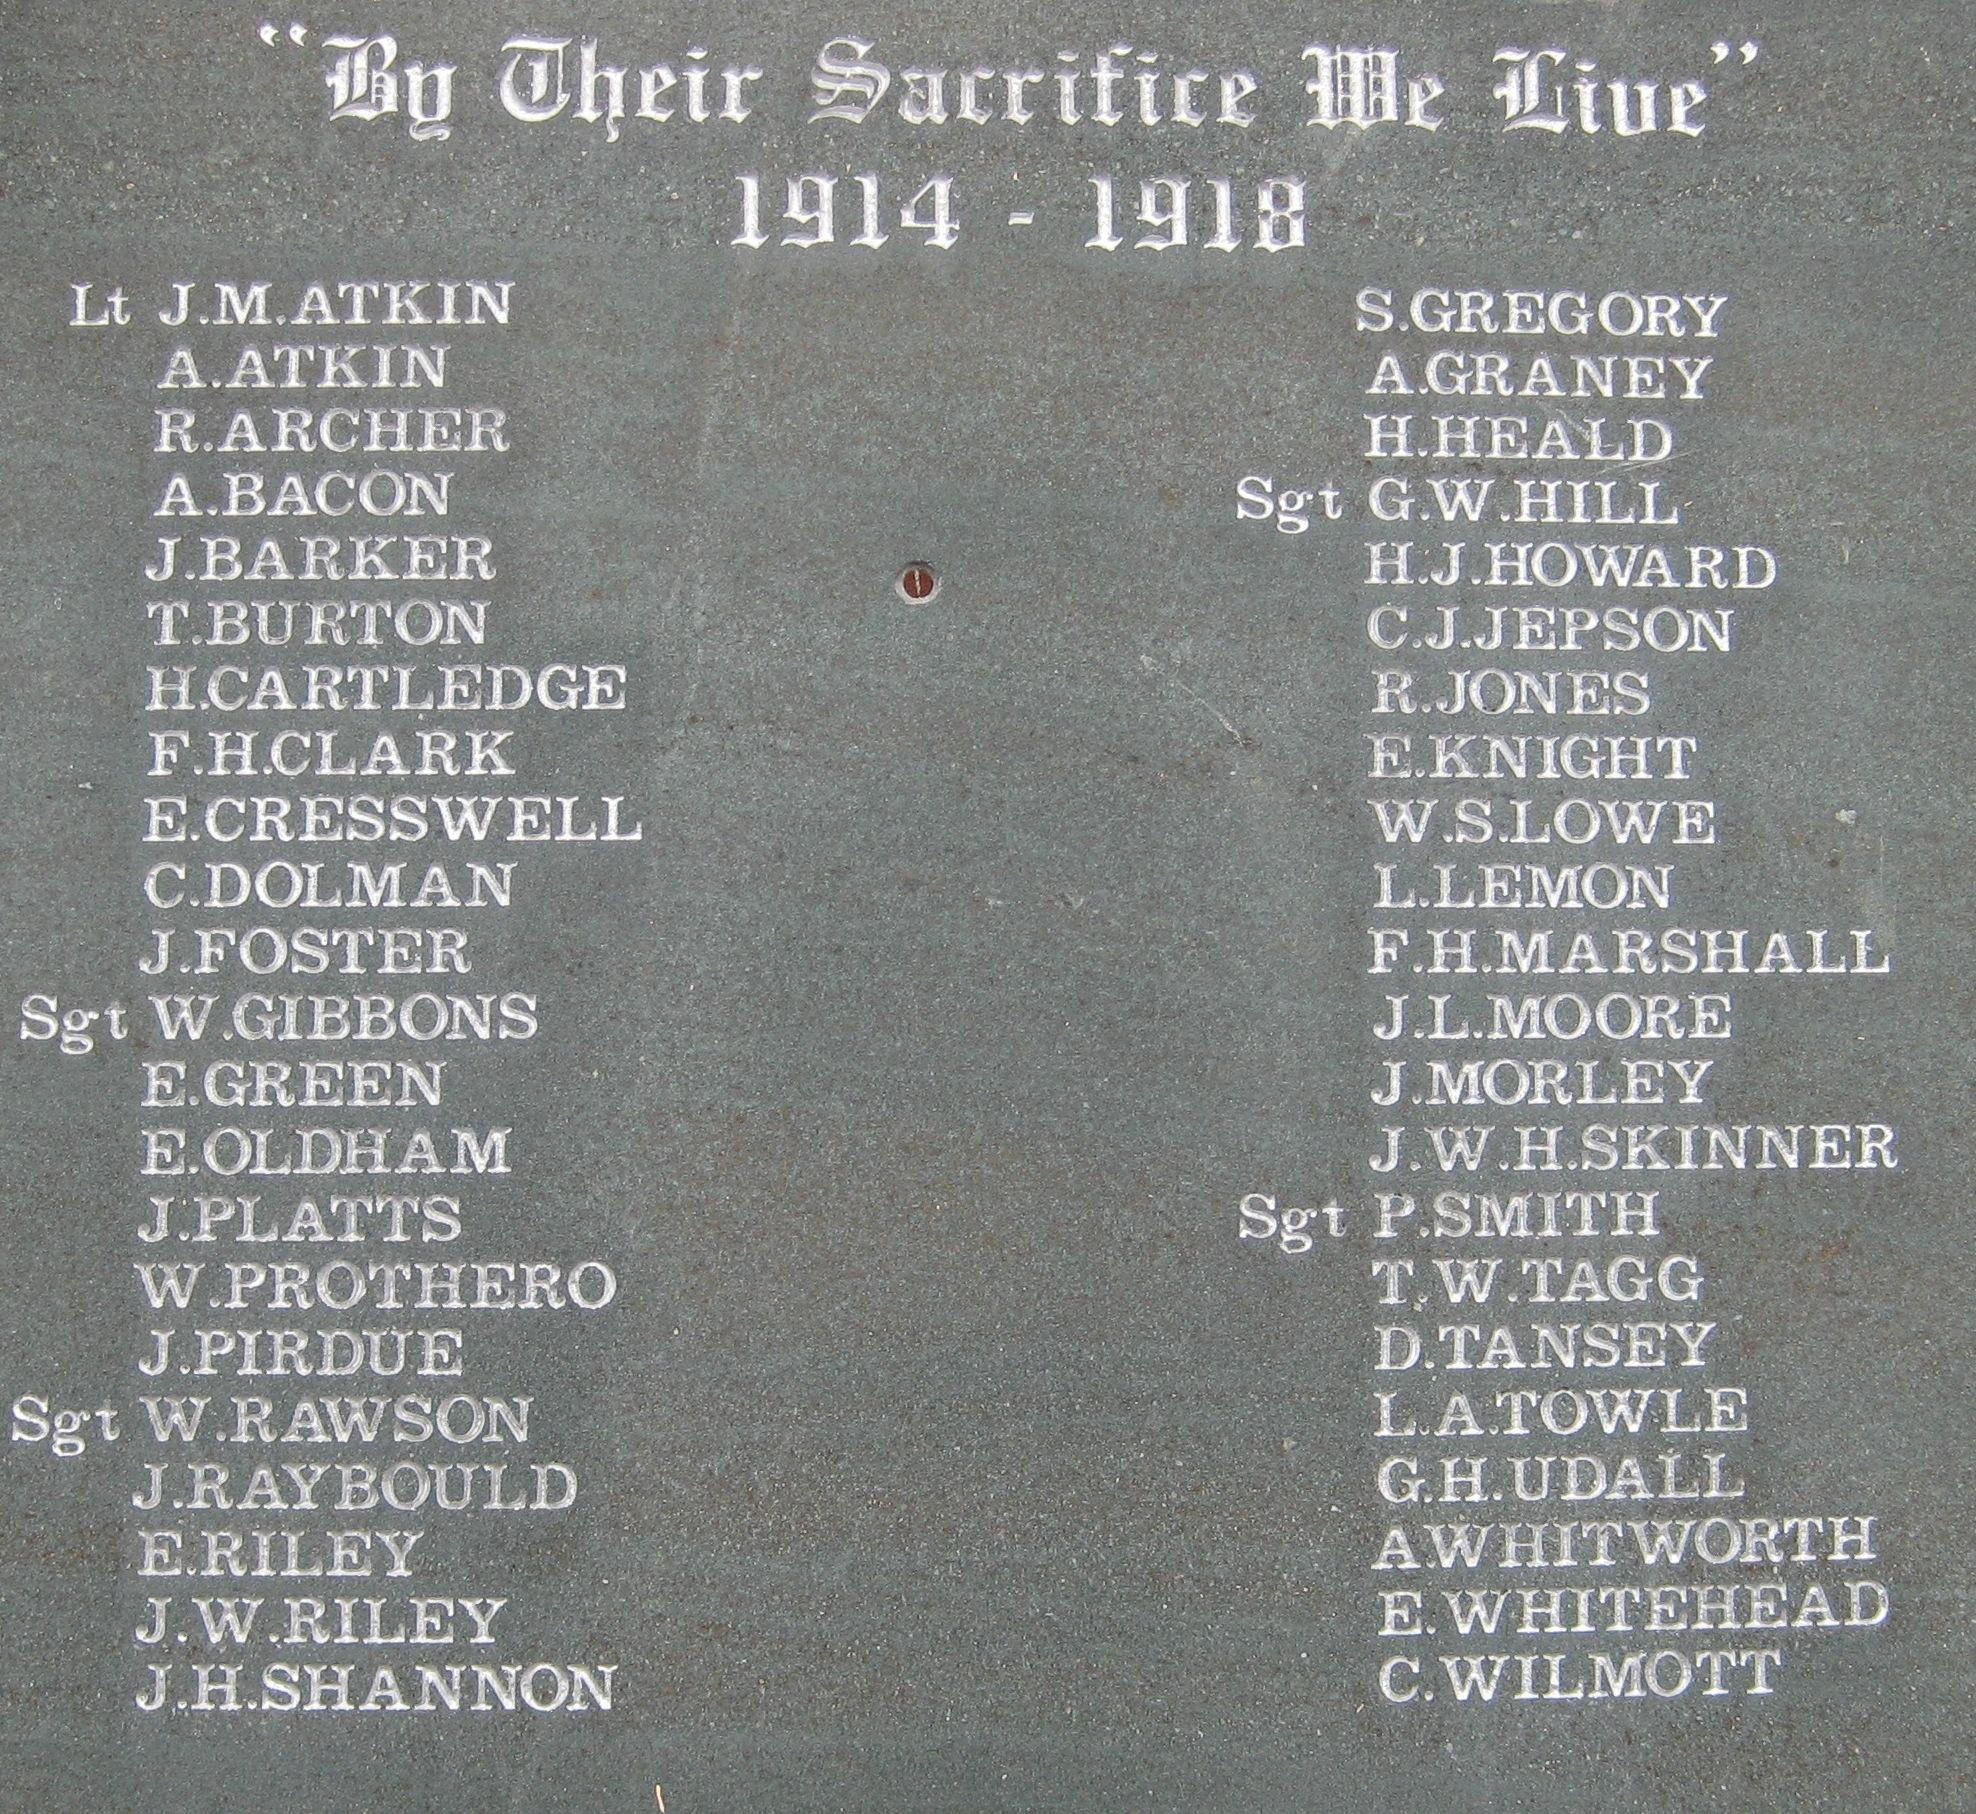 "By Their Sacrifice We Live"
1914 - 1918
Lt J.M.ATKIN
A.ATKIN
R.ARCHER
A.BACON
J.BARKER
T.BURTON
H.CARTLEDGE
F.H.CLARK
E.CRESSWELL
C.DOLMAN
J.FOSTER
Sgt W.GIBBONS
E.GREEN
E.OLDHAM
J.PLATTS
W.PROTHERO
J.PIRDUE
Sgt W.RAWSON
J.RAYBOULD
E.RILEY
J.W.RILEY
J.H.SHANNON
S.GREGORY
A.GRANEY
H.HEALD
Sgt G.W.HILL
H.J.HOWARD
C.J.JEPSON
R.JONES
E.KNIGHT
W.S.LOWE
L.LEMON
F.H.MARSHALL
J.L.MOORE
J.MORLEY
J.W.H.SKINNER
Sgt P.SMITH
T.W.TAGG
D.TANSEY
L.A.TOWLE
G.H.UDALL
A.WHITWORTH
E.WHITEHEAD
C.WILMOTT